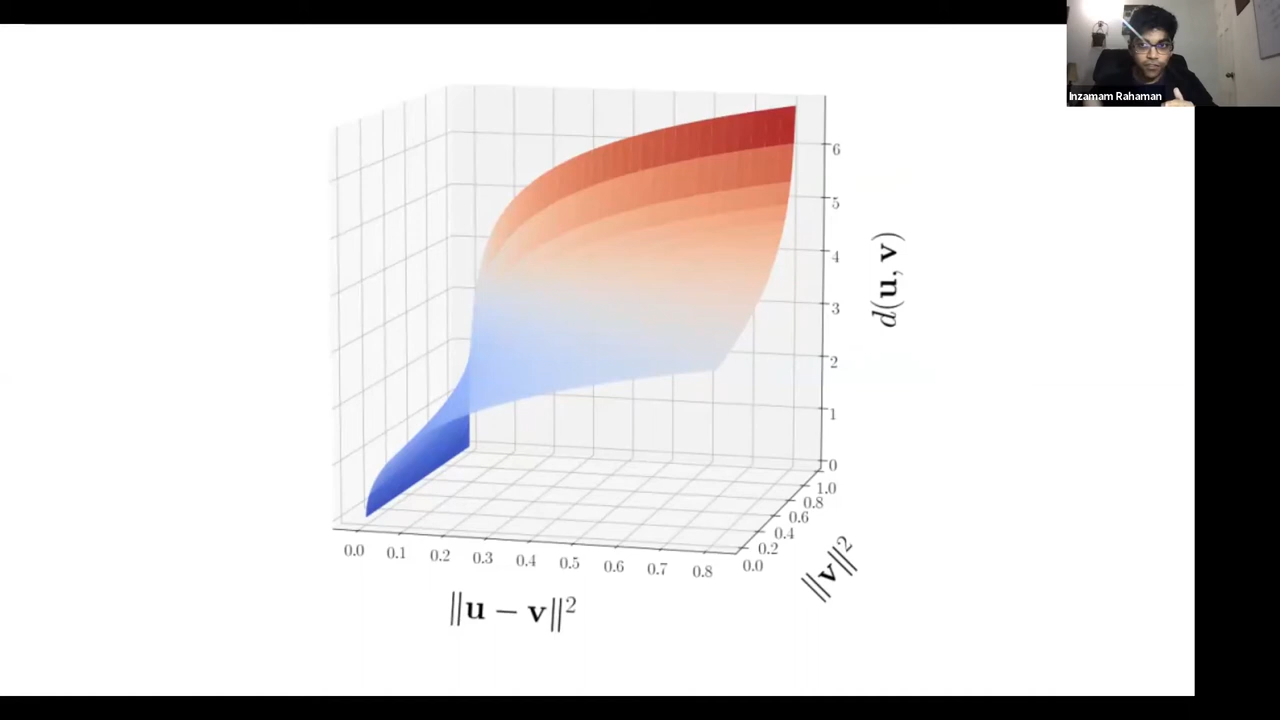 Inzamam Rahaman
6
5
4
3
2
1
0
d(u, v)
1.0
0.8
0.6
0.4
0.2
0.0
‖v‖²
0.0 0.1 0.2 0.3 0.4 0.5 0.6 0.7 0.8
‖u − v‖²